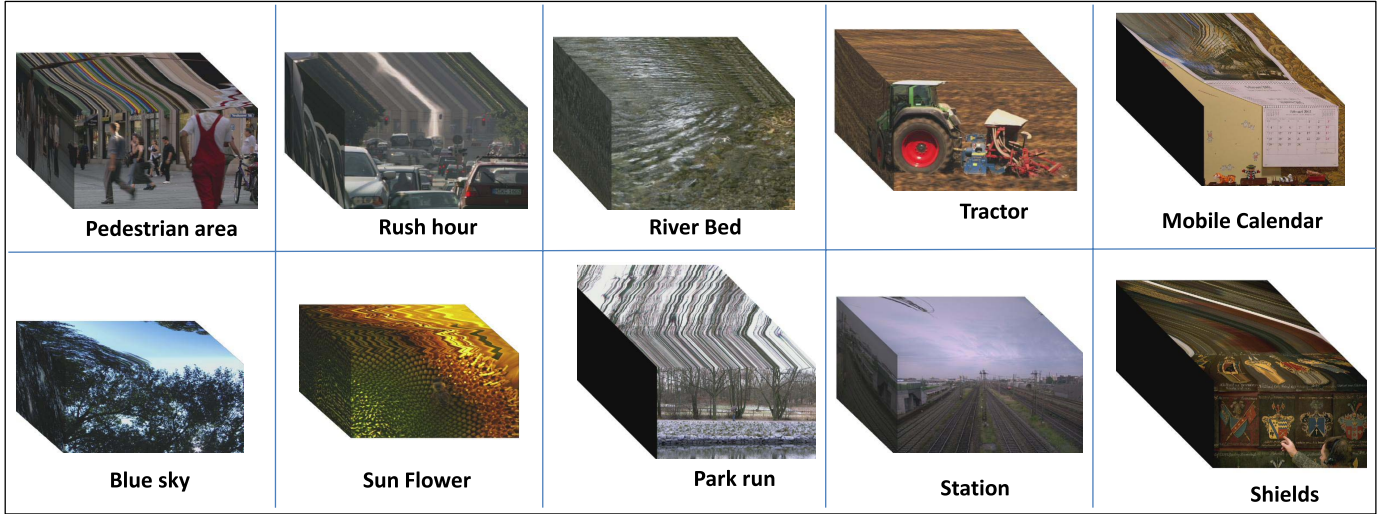 Pedestrian area
Rush hour
River Bed
Tractor
Mobile Calendar
Blue sky
Sun Flower
Park run
Station
Shields